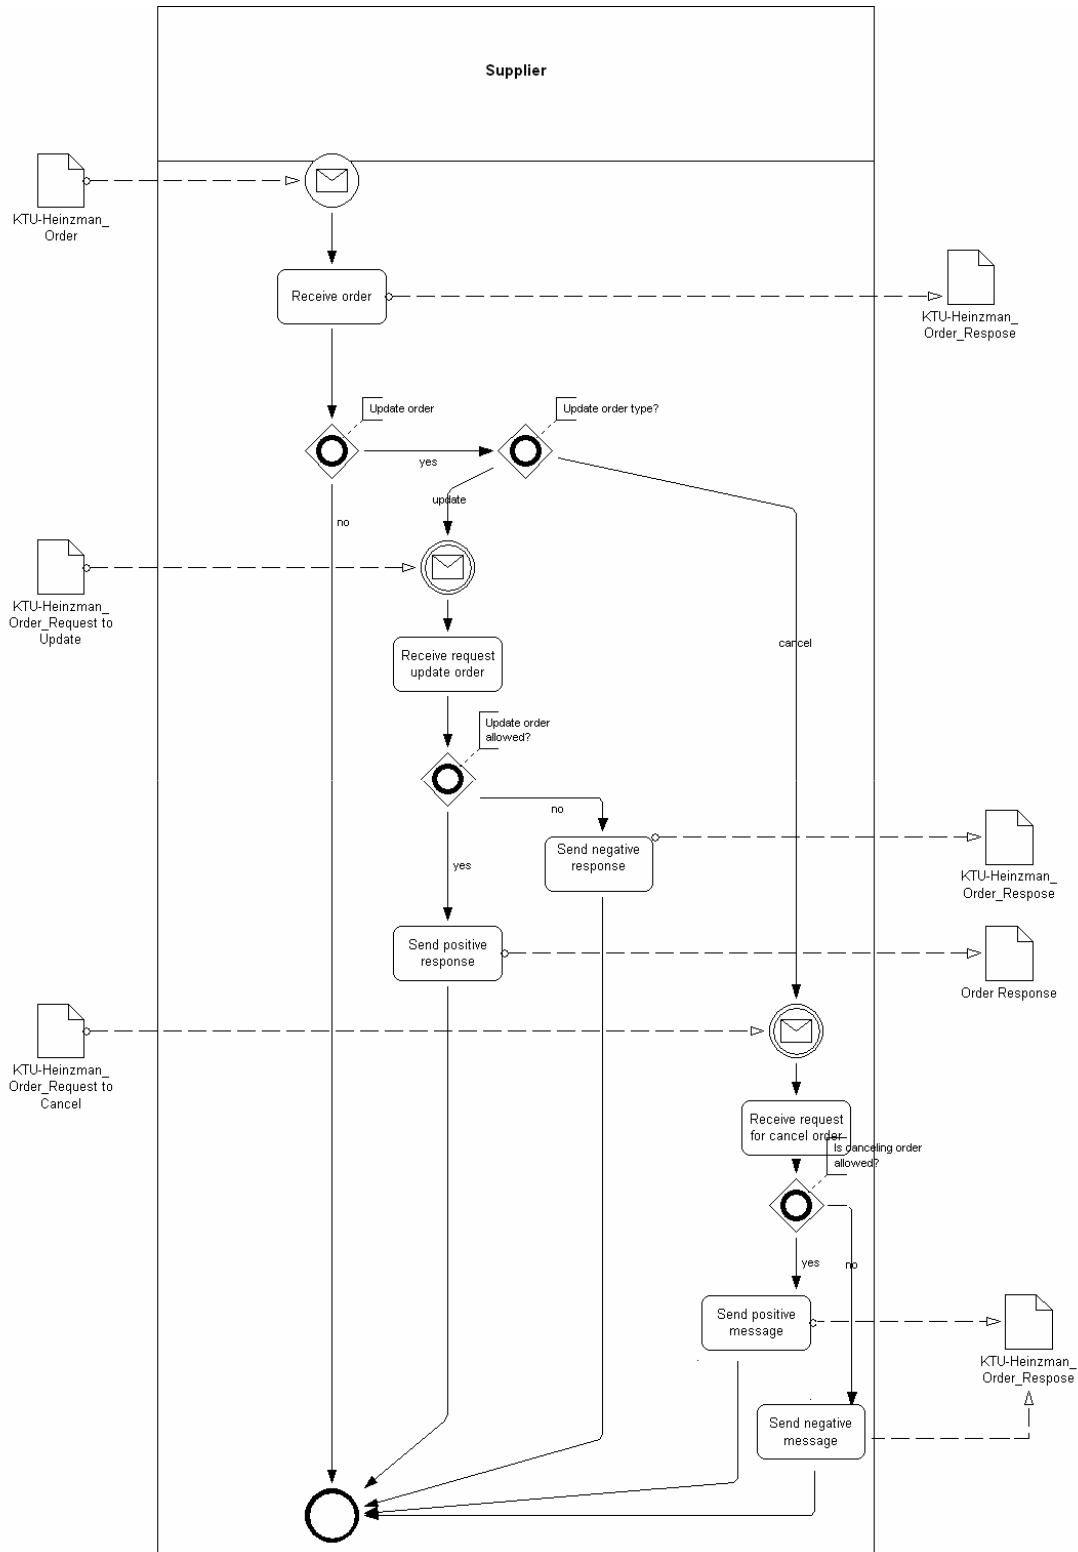 Supplier
KTU-Heinzman_
Order
Receive order
KTU-Heinzman_
Order_Respose
Update order
Update order type?
yes
update
no
KTU-Heinzman_
Order_Request to
Update
Receive request
update order
cancel
Update order
allowed?
no
Send negative
response
yes
KTU-Heinzman_
Order_Respose
Send positive
response
Order Response
KTU-Heinzman_
Order_Request to
Cancel
Receive request
for cancel order
Is canceling order
allowed?
yes
no
Send positive
message
KTU-Heinzman_
Order_Respose
Send negative
message